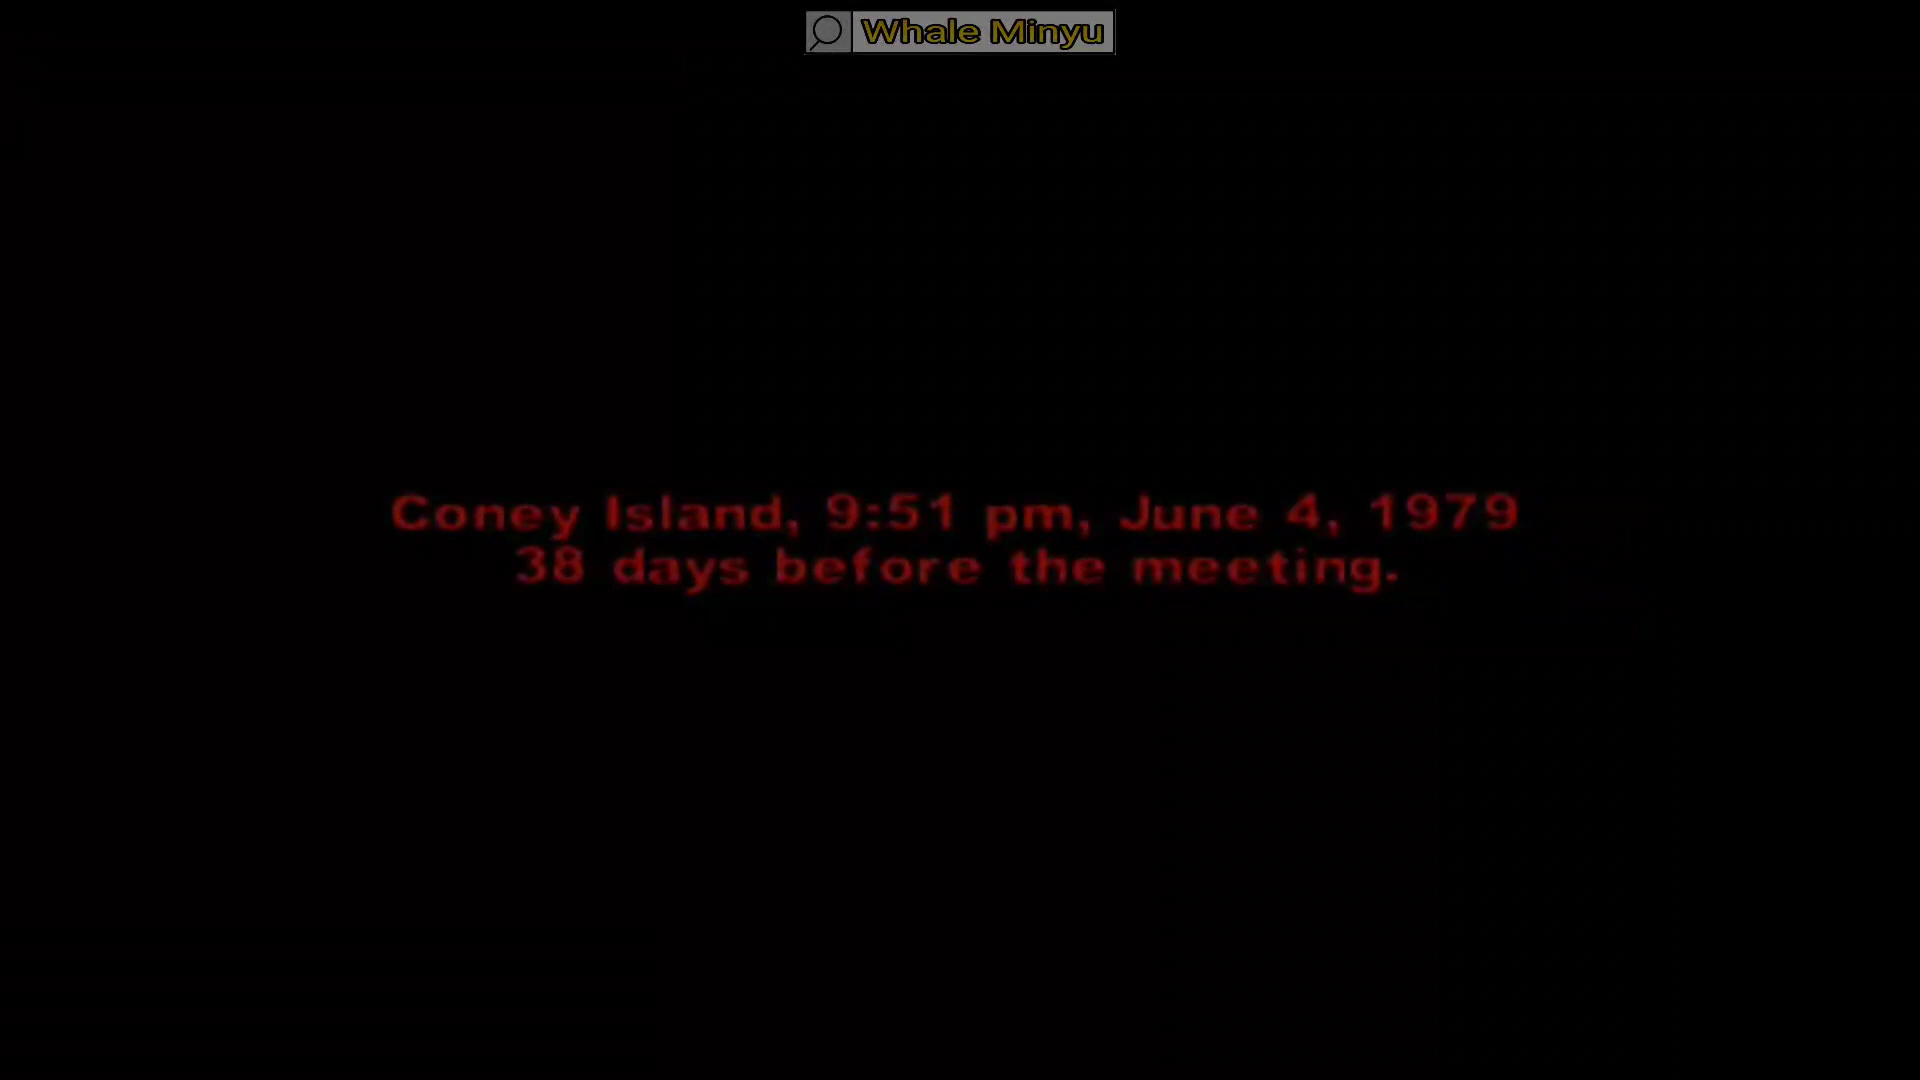 Whale Minyu
Coney Island, 9:51 pm, June 4, 1979
38 days before the meeting.